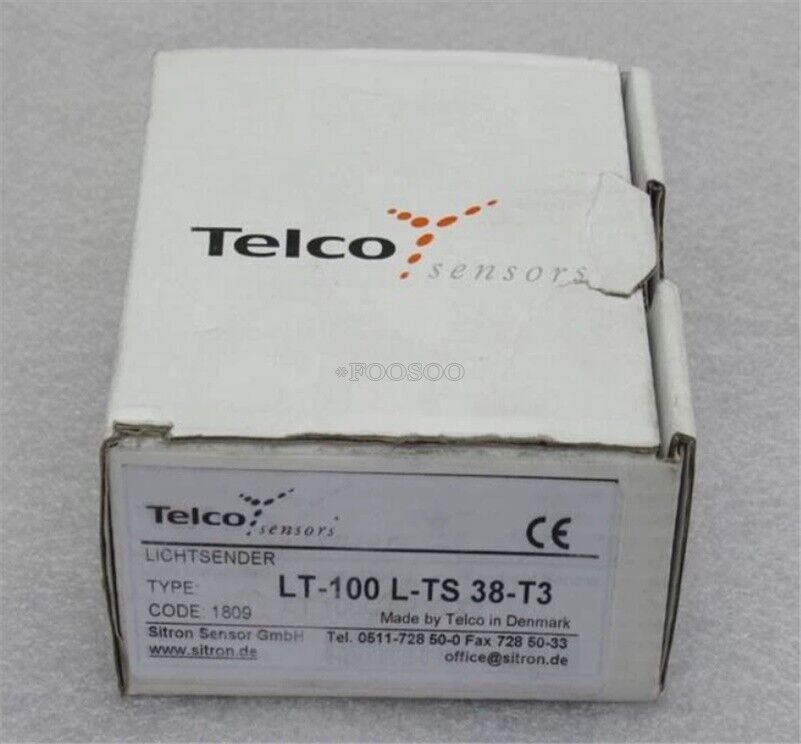 Telco
sensors
※FOOSOO
Telco sensors
CE
LICHTSENDER
TYPE: LT-100 L-TS 38-T3
CODE: 1809 Made by Telco in Denmark
Sitron Sensor GmbH Tel. 0511-728 50-0 Fax 728 50-33
www.sitron.de office@sitron.de